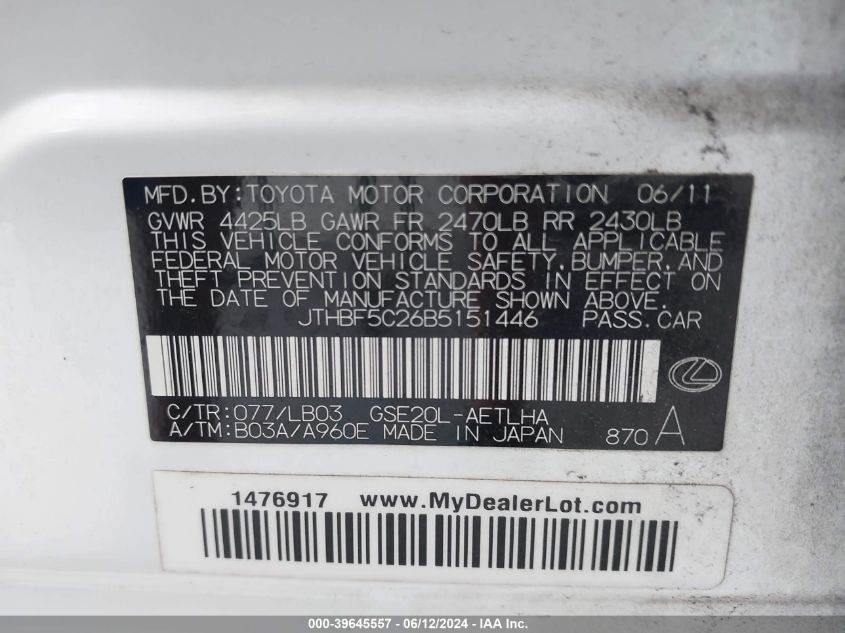 MFD.BY:TOYOTA MOTOR CORPORATION 06/11
GVWR 4425LB GAWR FR 2470LB RR 2430LB
THIS VEHICLE CONFORMS TO ALL APPLICABLE
FEDERAL MOTOR VEHICLE SAFETY,BUMPER,AND
THEFT PREVENTION STANDARDS IN EFFECT ON
THE DATE OF MANUFACTURE SHOWN ABOVE.
JTHBF5C26B5151446 PASS.CAR
C/TR:077/LB03 GSE20L-AETLHA
A/TM:B03A/A960E MADE IN JAPAN 870 A
1476917 www.MyDealerLot.com
000-39645557 - 06/12/2024 - IAA Inc.